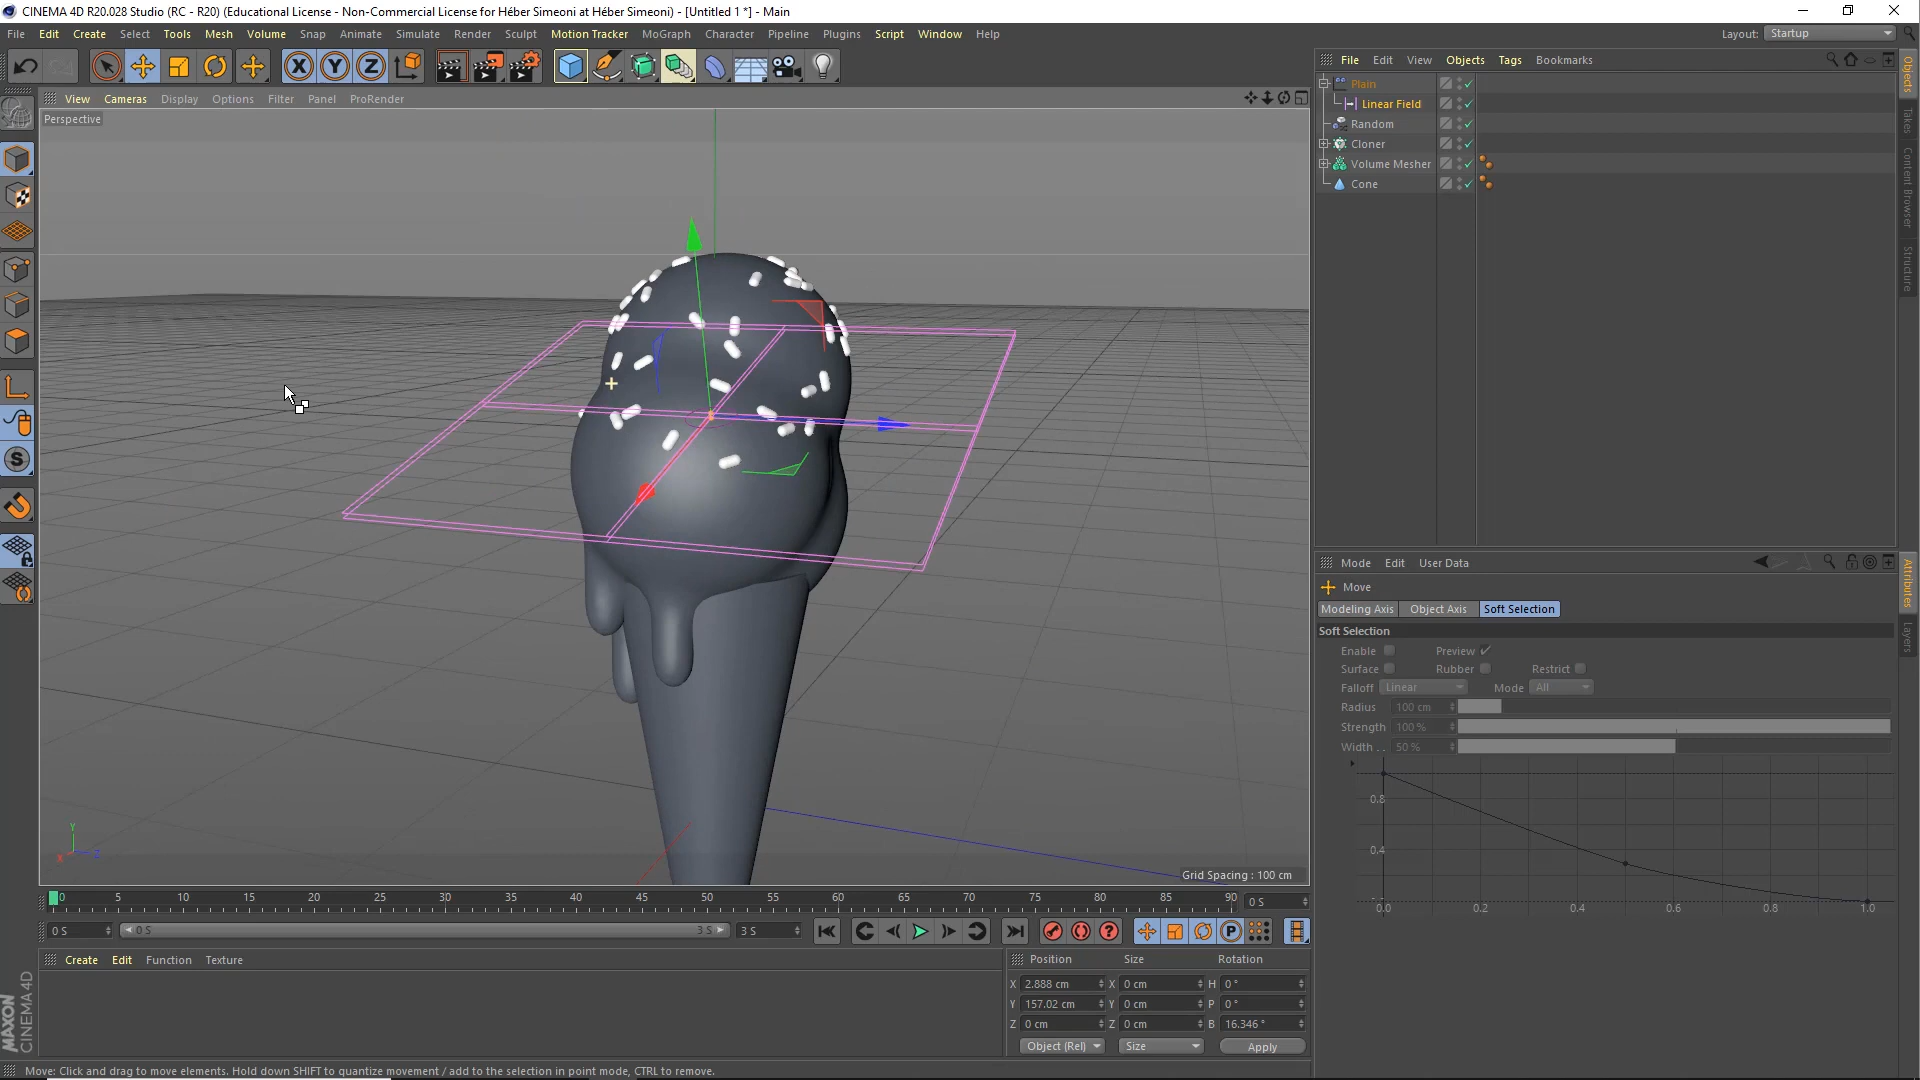 CINEMA 4D R20.028 Studio (RC - R20) (Educational License - Non-Commercial License for Héber Simeoni at Héber Simeoni) - [Untitled 1 *] - Main
File Edit Create Select Tools Mesh Volume Snap Animate Simulate Render Sculpt Motion Tracker MoGraph Character Pipeline Plugins Script Window Help
Layout: Startup
X Y Z
View Cameras Display Options Filter Panel ProRender
Perspective
File Edit View Objects Tags Bookmarks
Plain
Linear Field
Random
Cloner
Volume Mesher
Cone
Objects
Takes
Content Browser
Structure
S
Y
X Z
Grid Spacing : 100 cm
Mode Edit User Data
Move
Modeling Axis Object Axis Soft Selection
Soft Selection
Enable Preview
Surface Rubber Restrict
Falloff Linear Mode All
Radius 100 cm
Strength 100 %
Width . . 50 %
0.8
0.4
0.0 0.2 0.4 0.6 0.8 1.0
Attributes
Layers
0 5 10 15 20 25 30 35 40 45 50 55 60 65 70 75 80 85 90 0 S
0 S 0 S 3 S 3 S
P
Create Edit Function Texture
Position Size Rotation
X 2.888 cm X 0 cm H 0 °
Y 157.02 cm Y 0 cm P 0 °
Z 0 cm Z 0 cm B 16.346 °
Object (Rel) Size Apply
MAXON
CINEMA 4D
Move: Click and drag to move elements. Hold down SHIFT to quantize movement / add to the selection in point mode, CTRL to remove.